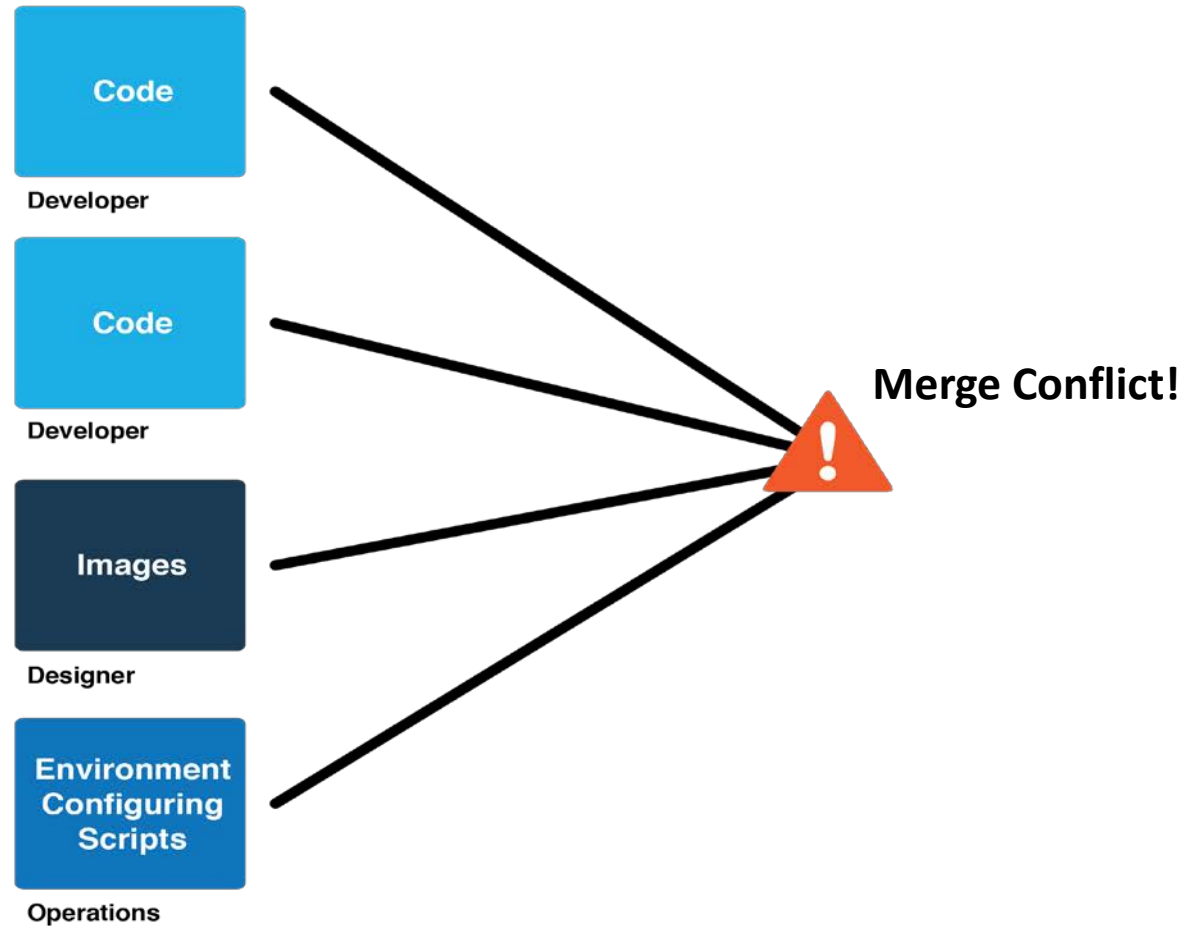 Code
Developer
Code
Developer
Merge Conflict!
!
Images
Designer
Environment
Configuring
Scripts
Operations